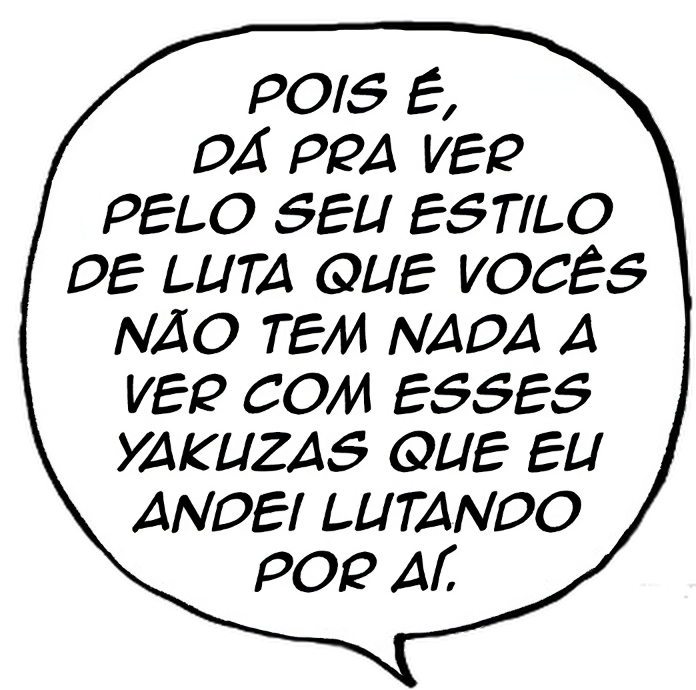 POIS É,
DÁ PRA VER
PELO SEU ESTILO
DE LUTA QUE VOCÊS
NÃO TEM NADA A
VER COM ESSES
YAKUZAS QUE EU
ANDEI LUTANDO
POR AÍ.